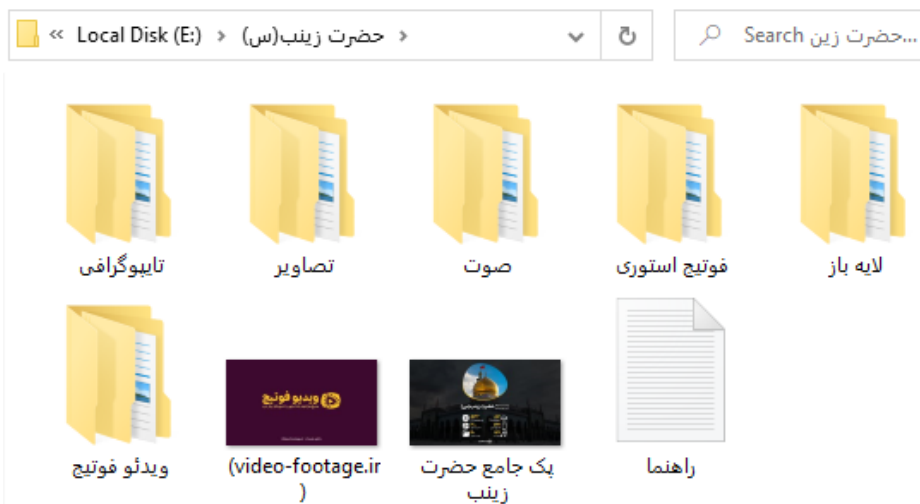 « Local Disk (E:) › حضرت زینب(س) ›
Search حضرت زین...
تایپوگرافی
تصاویر
صوت
فوتیج استوری
لایه باز
ویدئو فوتیج
ویدیو فوتیج
(video-footage.ir)
پک جامع حضرت
زینب
راهنما